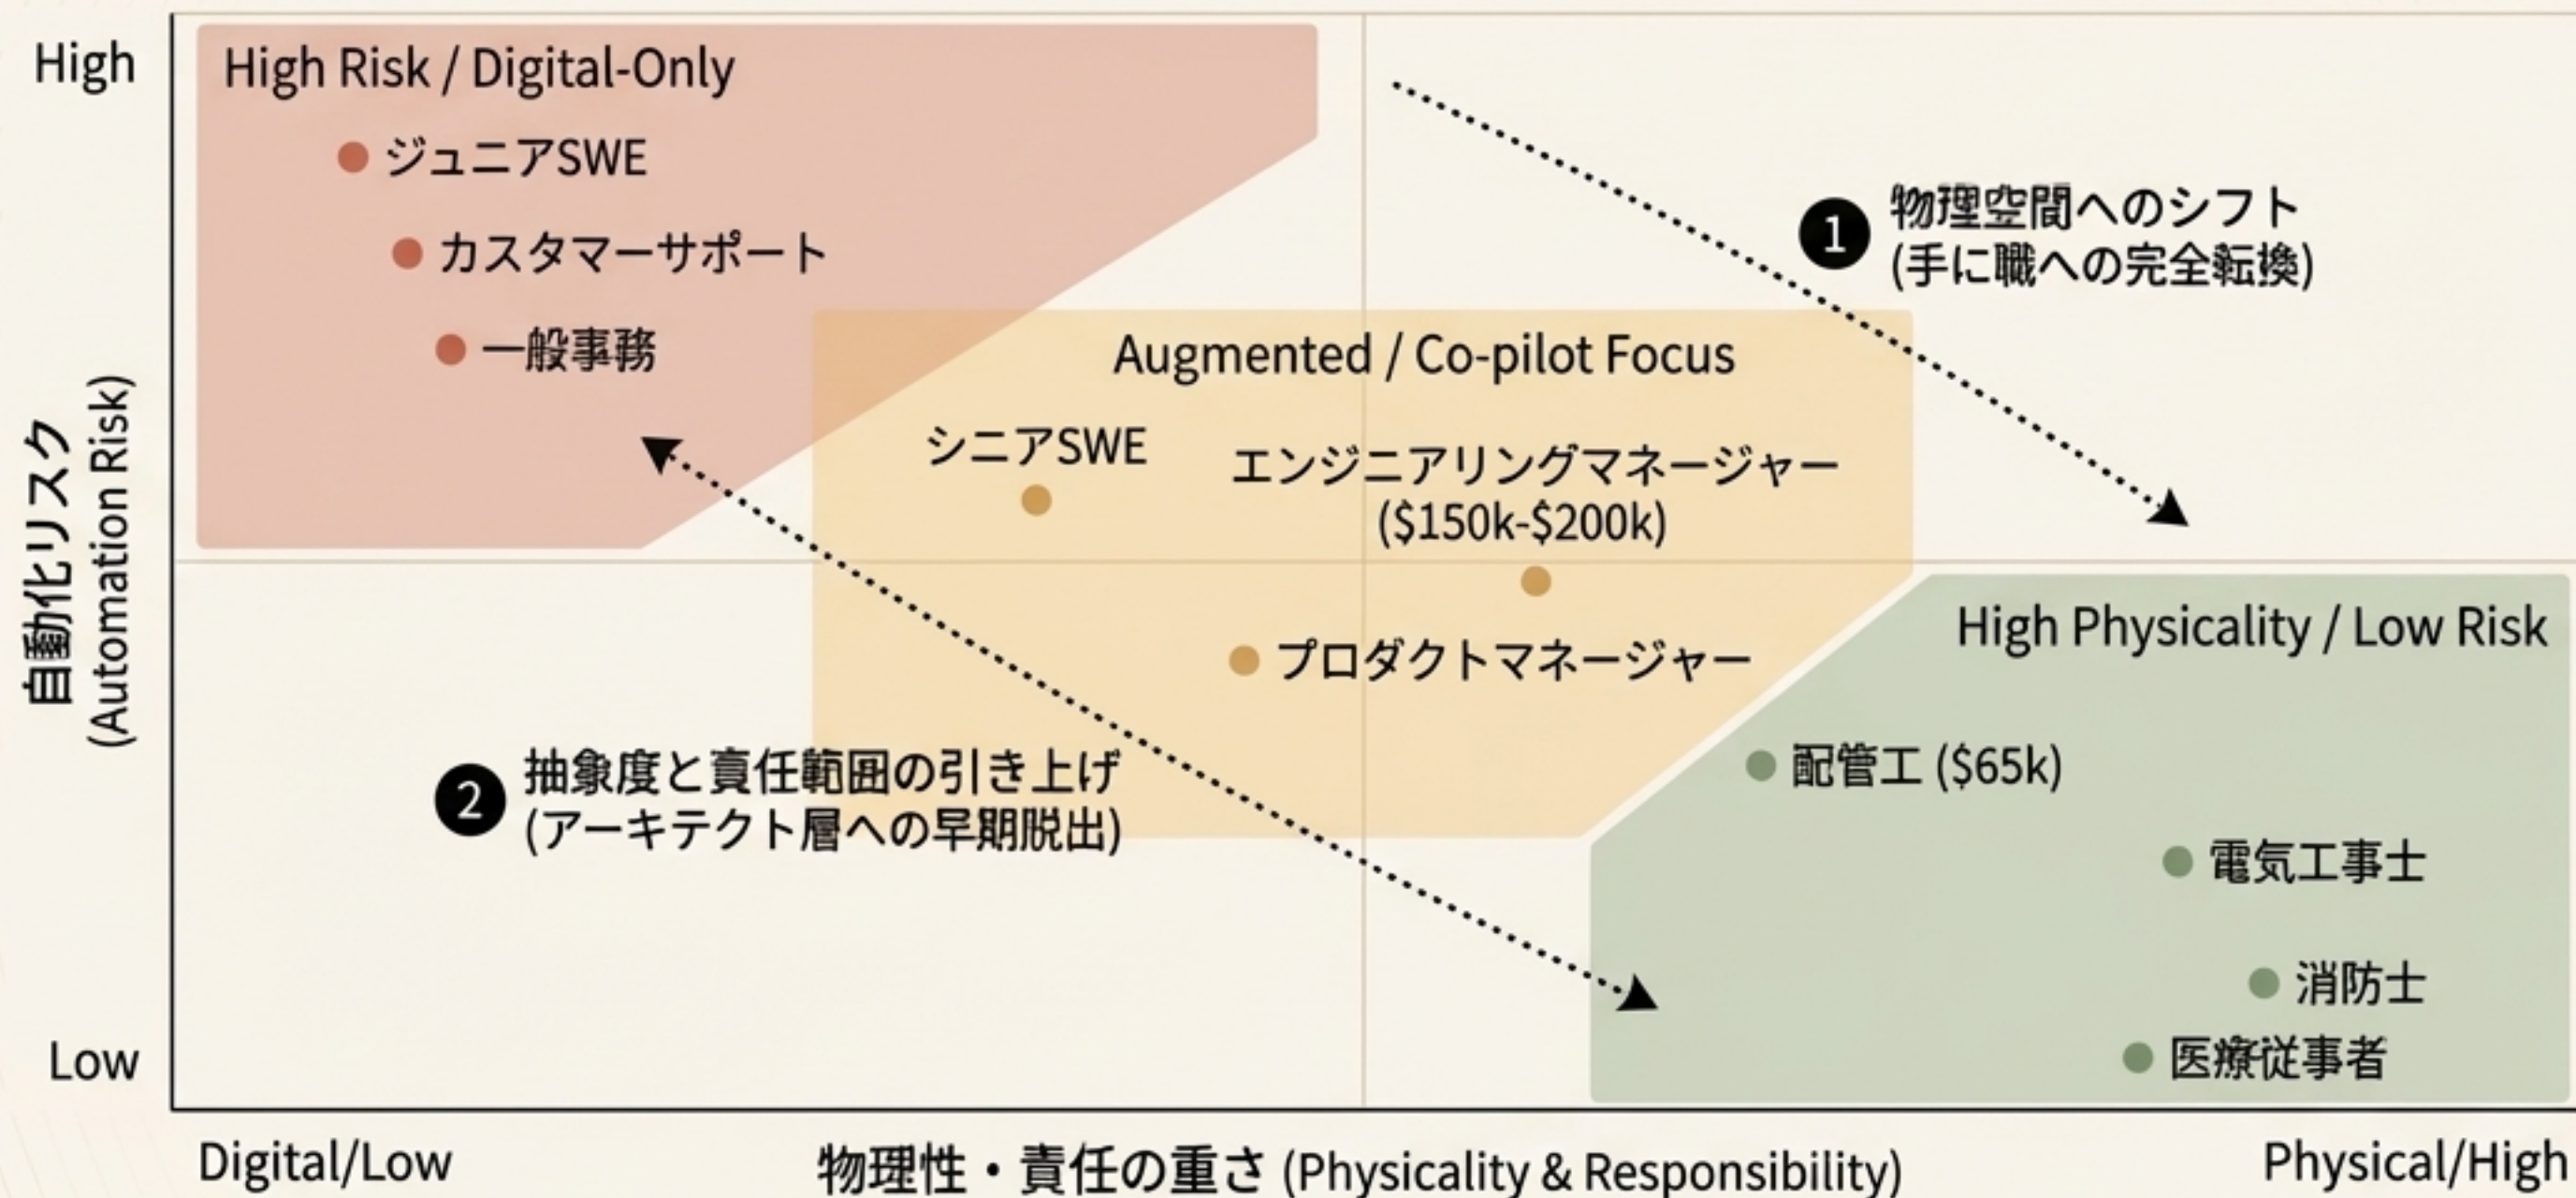 High
High Risk / Digital-Only
ジュニアSWE
カスタマーサポート
一般事務
❶ 物理空間へのシフト
(手に職への完全転換)
Augmented / Co-pilot Focus
シニアSWE
エンジニアリングマネージャー
($150k-$200k)
プロダクトマネージャー
自動化リスク
(Automation Risk)
High Physicality / Low Risk
配管工 ($65k)
電気工事士
消防士
医療従事者
❷ 抽象度と責任範囲の引き上げ
(アーキテクト層への早期脱出)
Low
Digital/Low
物理性・責任の重さ (Physicality & Responsibility)
Physical/High